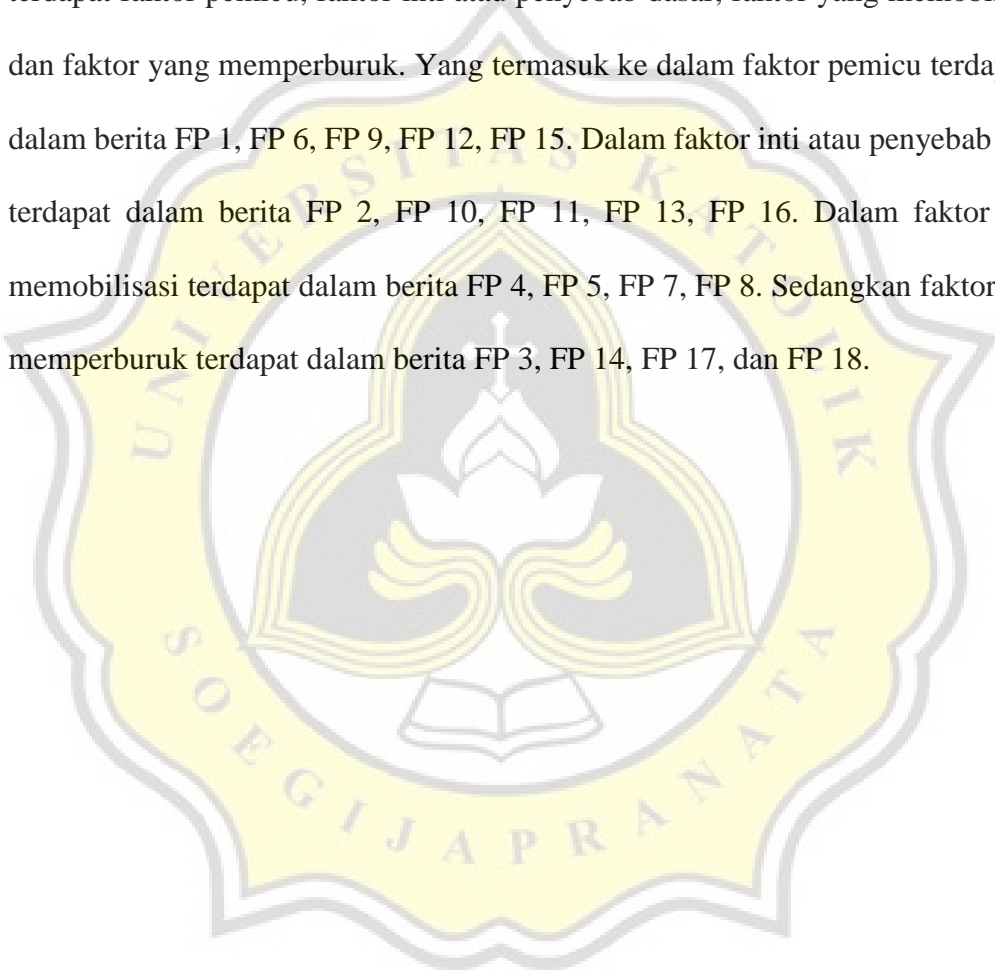 dan faktor yang memperburuk. Yang termasuk ke dalam faktor pemicu
dalam berita FP 1, FP 6, FP 9, FP 12, FP 15. Dalam faktor inti atau penyebab
terdapat dalam berita FP 2, FP 10, FP 11, FP 13, FP 16. Dalam faktor
memobilisasi terdapat dalam berita FP 4, FP 5, FP 7, FP 8. Sedangkan faktor
memperburuk terdapat dalam berita FP 3, FP 14, FP 17, dan FP 18.
UNIVERSITAS KATOLIK
SOEGIJAPRANATA